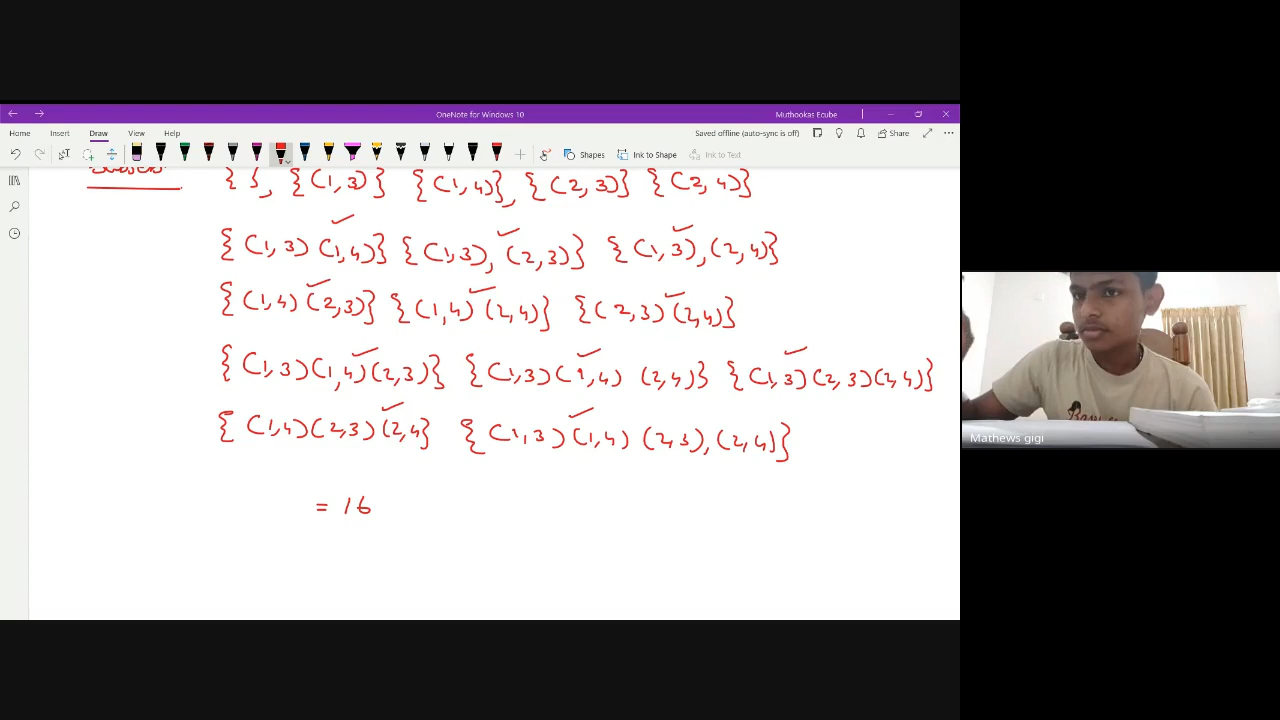 OneNote for Windows 10
Muthookas Ecube
Home Insert Draw View Help
Saved offline (auto-sync is off)
Share
Shapes
Ink to Shape
Ink to Text
{ }, {(1,3)} {(1,4)}, {(2,3)} {(2,4)}
{(1,3) (1,4)} {(1,3), (2,3)} {(1,3), (2,4)}
{(1,4) (2,3)} {(1,4) (2,4)} {(2,3) (2,4)}
{(1,3) (1,4) (2,3)} {(1,3) (1,4) (2,4)} {(1,3) (2,3) (2,4)}
{(1,4) (2,3) (2,4} {(1,3) (1,4) (2,3), (2,4)}
= 16
Mathews gigi